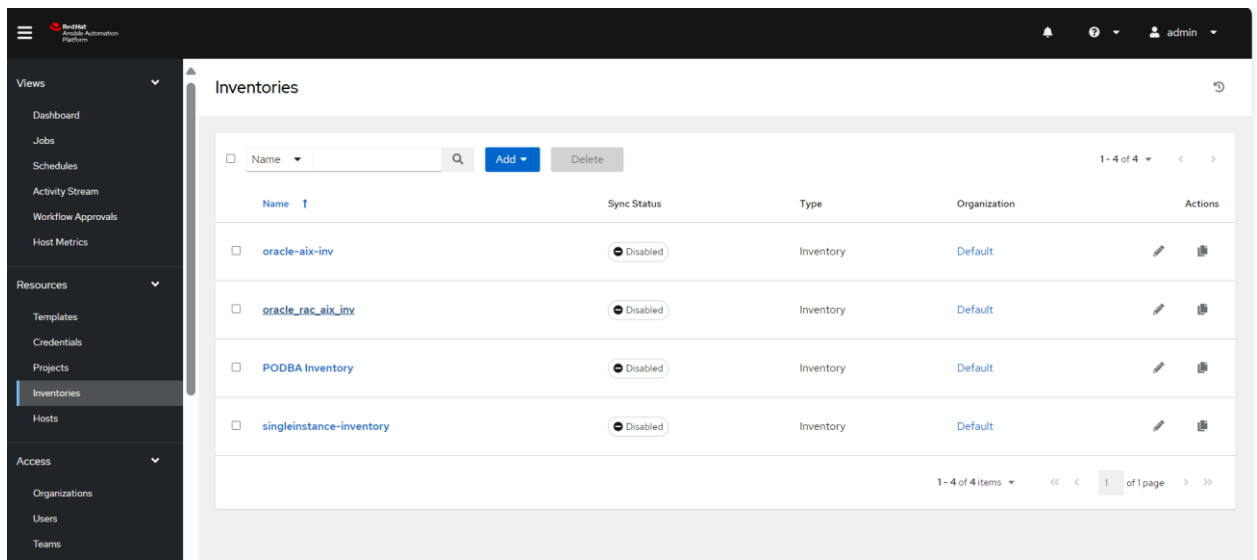 RedHat
Ansible Automation
Platform
admin
Views
Dashboard
Jobs
Schedules
Activity Stream
Workflow Approvals
Host Metrics
Resources
Templates
Credentials
Projects
Inventories
Hosts
Access
Organizations
Users
Teams
Inventories
Name
Add
Delete
1 - 4 of 4
Name Sync Status Type Organization Actions
oracle-aix-inv Disabled Inventory Default
oracle_rac_aix_inv Disabled Inventory Default
PODBA Inventory Disabled Inventory Default
singleinstance-inventory Disabled Inventory Default
1 - 4 of 4 items 1 of 1 page